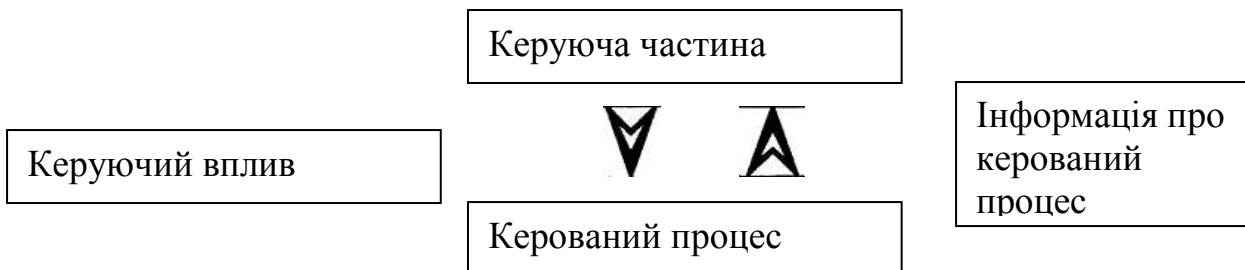 Керуюча частина
Керуючий вплив
Інформація про
керований
процес
Керований процес